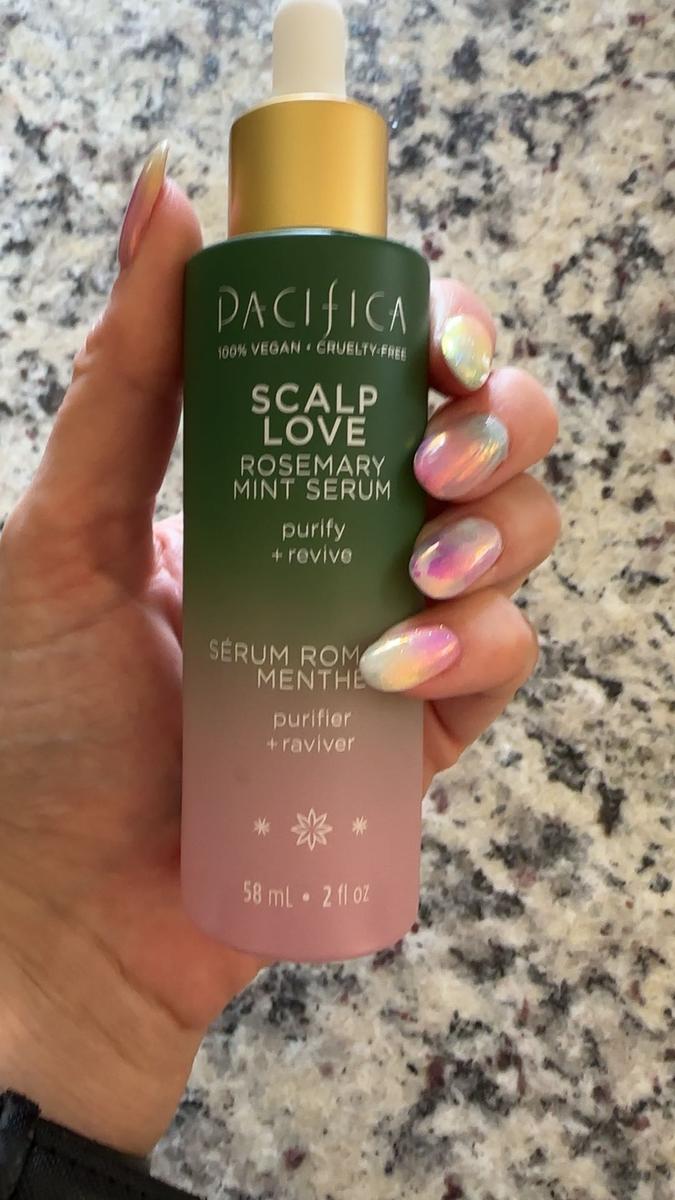 PACIFICA
100% VEGAN • CRUELTY-FREE
SCALP
LOVE
ROSEMARY
MINT SERUM
purify
+ revive
SÉRUM
MENTHE
purifier
+ raviver
58 mL • 2 fl oz